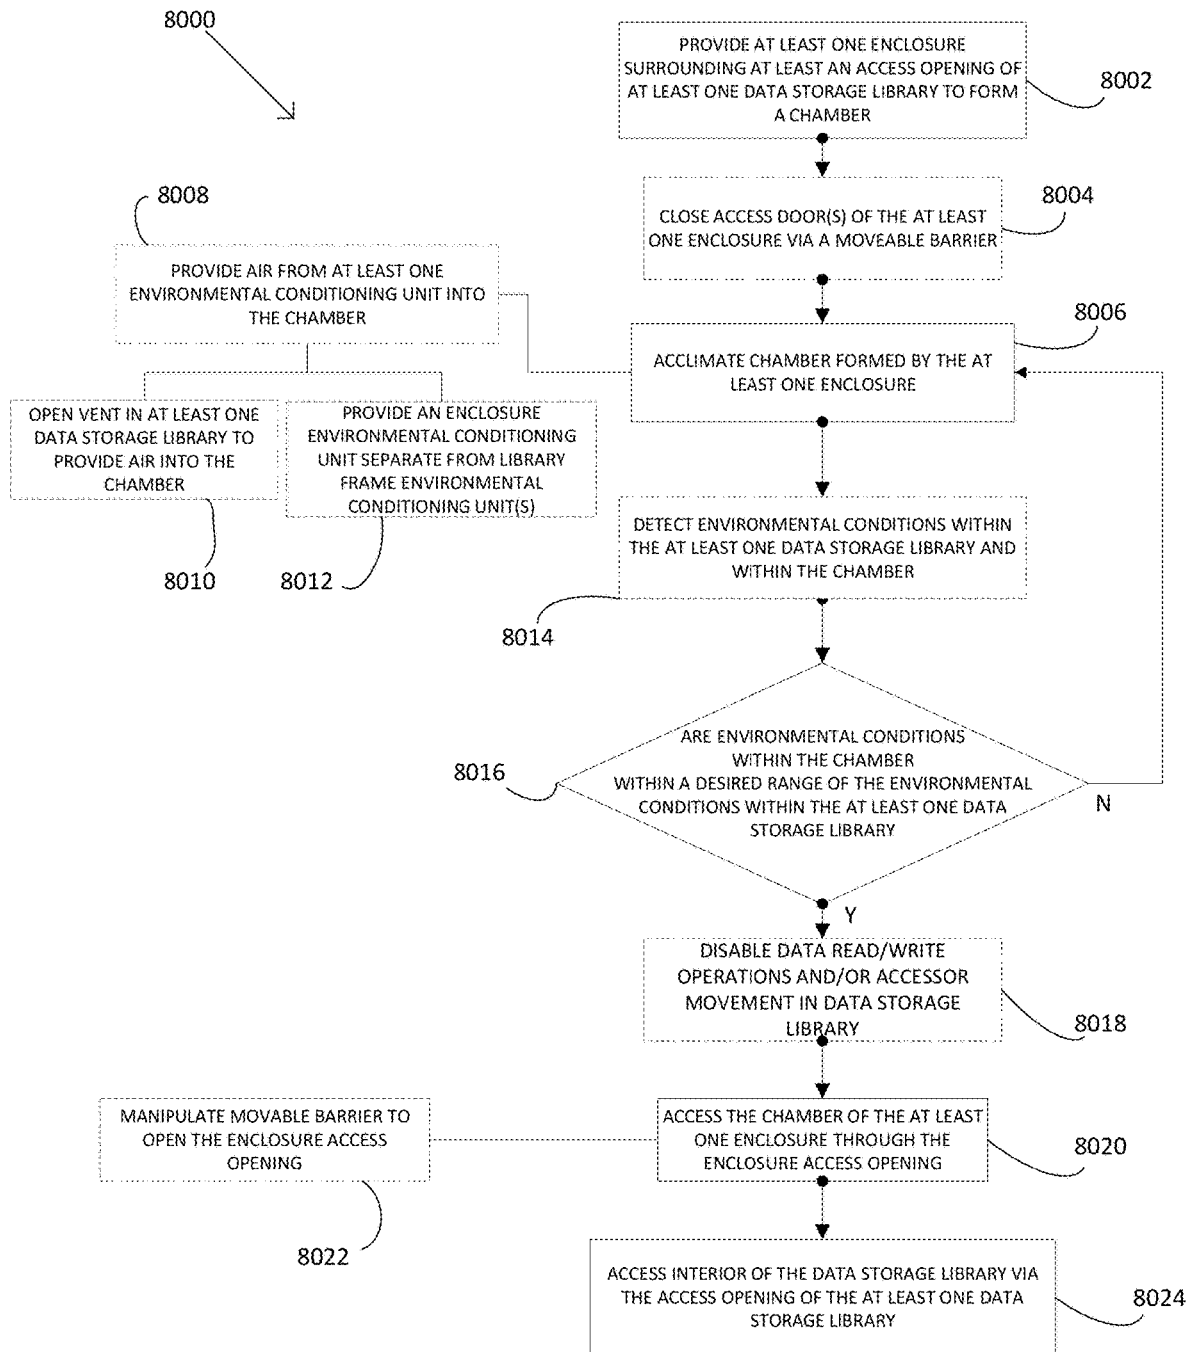 8000
PROVIDE AT LEAST ONE ENCLOSURE
SURROUNDING AT LEAST AN ACCESS OPENING OF
AT LEAST ONE DATA STORAGE LIBRARY TO FORM
A CHAMBER
8002
CLOSE ACCESS DOOR(S) OF THE AT LEAST
ONE ENCLOSURE VIA A MOVEABLE BARRIER
8004
8008
PROVIDE AIR FROM AT LEAST ONE
ENVIRONMENTAL CONDITIONING UNIT INTO
THE CHAMBER
8006
ACCLIMATE CHAMBER FORMED BY THE AT
LEAST ONE ENCLOSURE
OPEN VENT IN AT LEAST ONE
DATA STORAGE LIBRARY TO
PROVIDE AIR INTO THE
CHAMBER
8010
PROVIDE AN ENCLOSURE
ENVIRONMENTAL CONDITIONING
UNIT SEPARATE FROM LIBRARY
FRAME ENVIRONMENTAL
CONDITIONING UNIT(S)
8012
DETECT ENVIRONMENTAL CONDITIONS WITHIN
THE AT LEAST ONE DATA STORAGE LIBRARY AND
WITHIN THE CHAMBER
8014
ARE ENVIRONMENTAL CONDITIONS
WITHIN THE CHAMBER
WITHIN A DESIRED RANGE OF THE ENVIRONMENTAL
CONDITIONS WITHIN THE AT LEAST ONE DATA
STORAGE LIBRARY
8016
N
Y
DISABLE DATA READ/WRITE
OPERATIONS AND/OR ACCESSOR
MOVEMENT IN DATA STORAGE
LIBRARY
8018
MANIPULATE MOVABLE BARRIER TO
OPEN THE ENCLOSURE ACCESS
OPENING
8022
ACCESS THE CHAMBER OF THE AT LEAST
ONE ENCLOSURE THROUGH THE
ENCLOSURE ACCESS OPENING
8020
ACCESS INTERIOR OF THE DATA STORAGE LIBRARY VIA
THE ACCESS OPENING OF THE AT LEAST ONE DATA
STORAGE LIBRARY
8024